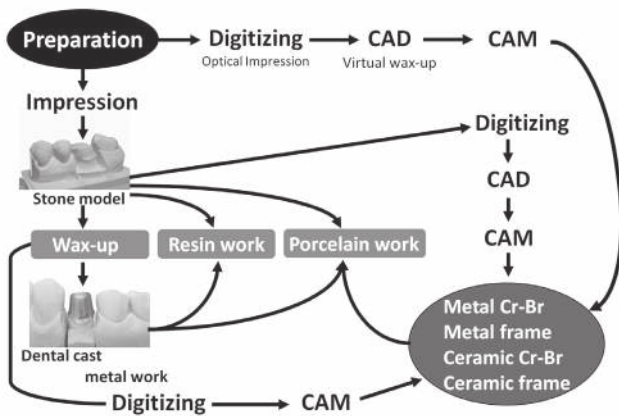 Preparation
Digitizing
Optical Impression
CAD
Virtual wax-up
CAM
Impression
Stone model
Digitizing
CAD
CAM
Wax-up
Resin work
Porcelain work
Dental cast
metal work
Metal Cr-Br
Metal frame
Ceramic Cr-Br
Ceramic frame
Digitizing
CAM